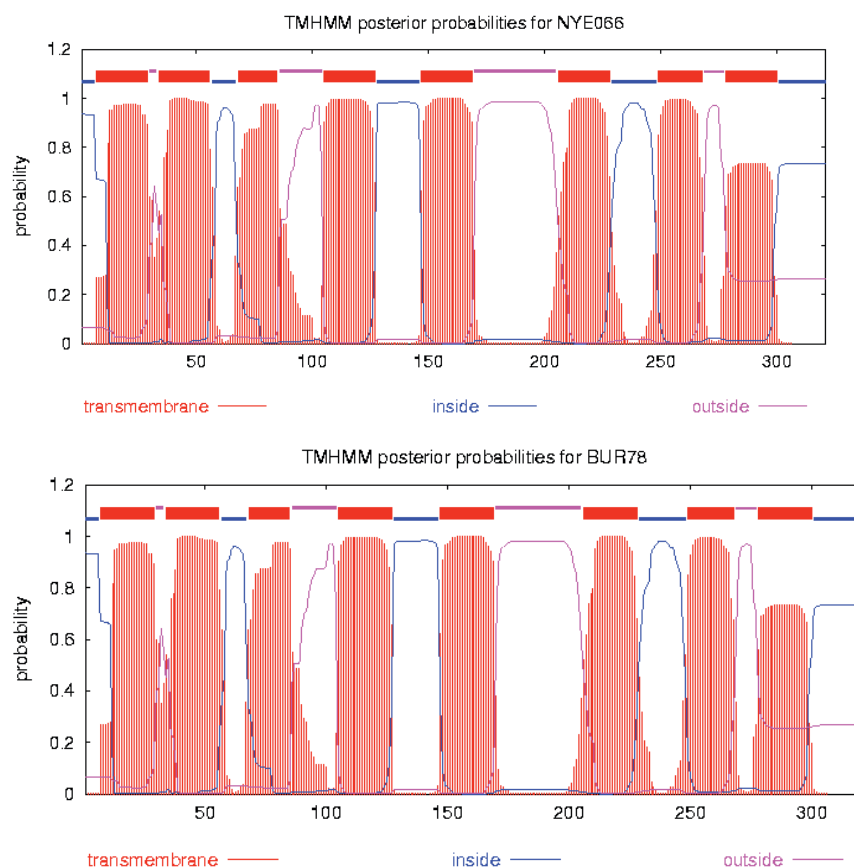 TMHMM posterior probabilities for NYE066
1.2
1
0.8
0.6
0.4
0.2
0
probability
50 100 150 200 250 300
transmembrane inside outside
TMHMM posterior probabilities for BUR78
1.2
1
0.8
0.6
0.4
0.2
0
probability
50 100 150 200 250 300
transmembrane inside outside